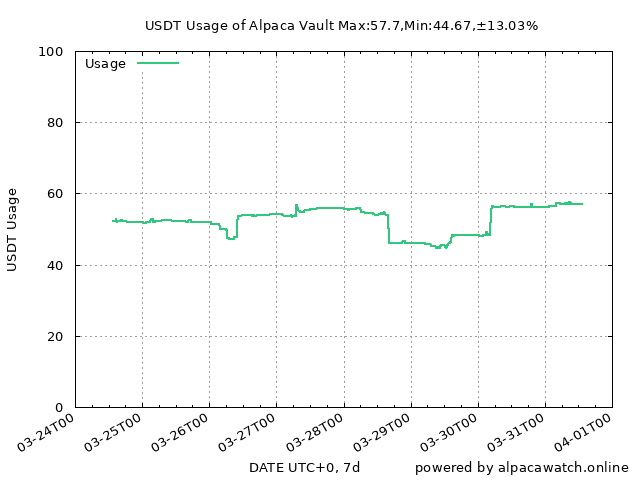 USDT Usage of Alpaca Vault Max:57.7,Min:44.67,±13.03%
Usage
100
80
60
40
20
0
USDT Usage
03-24T00
03-25T00
03-26T00
03-27T00
03-28T00
03-29T00
03-30T00
03-31T00
04-01T00
DATE UTC+0, 7d
powered by alpacawatch.online